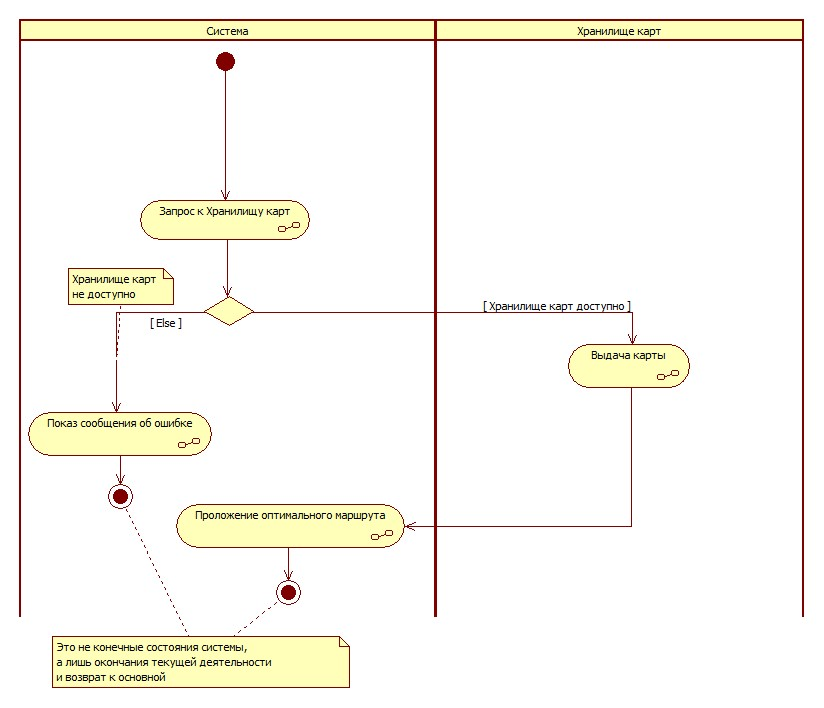 Система
Хранилище карт
Запрос к Хранилищу карт
Хранилище карт
не доступно
[ Хранилище карт доступно ]
[ Else ]
Выдача карты
Показ сообщения об ошибке
Проложение оптимального маршрута
Это не конечные состояния системы,
а лишь окончания текущей деятельности
и возврат к основной